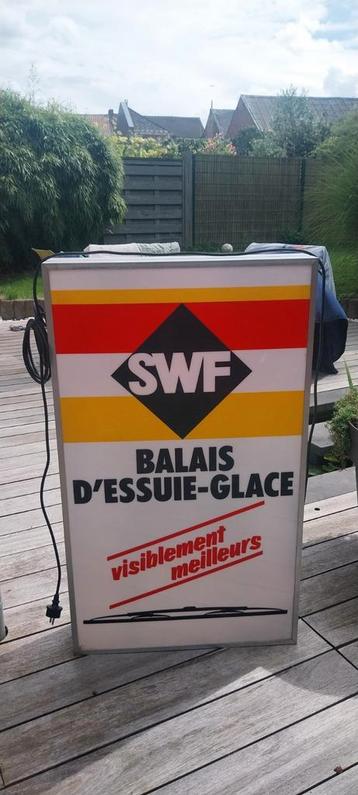 SWF
BALAIS
D'ESSUIE-GLACE
visiblement
meilleurs